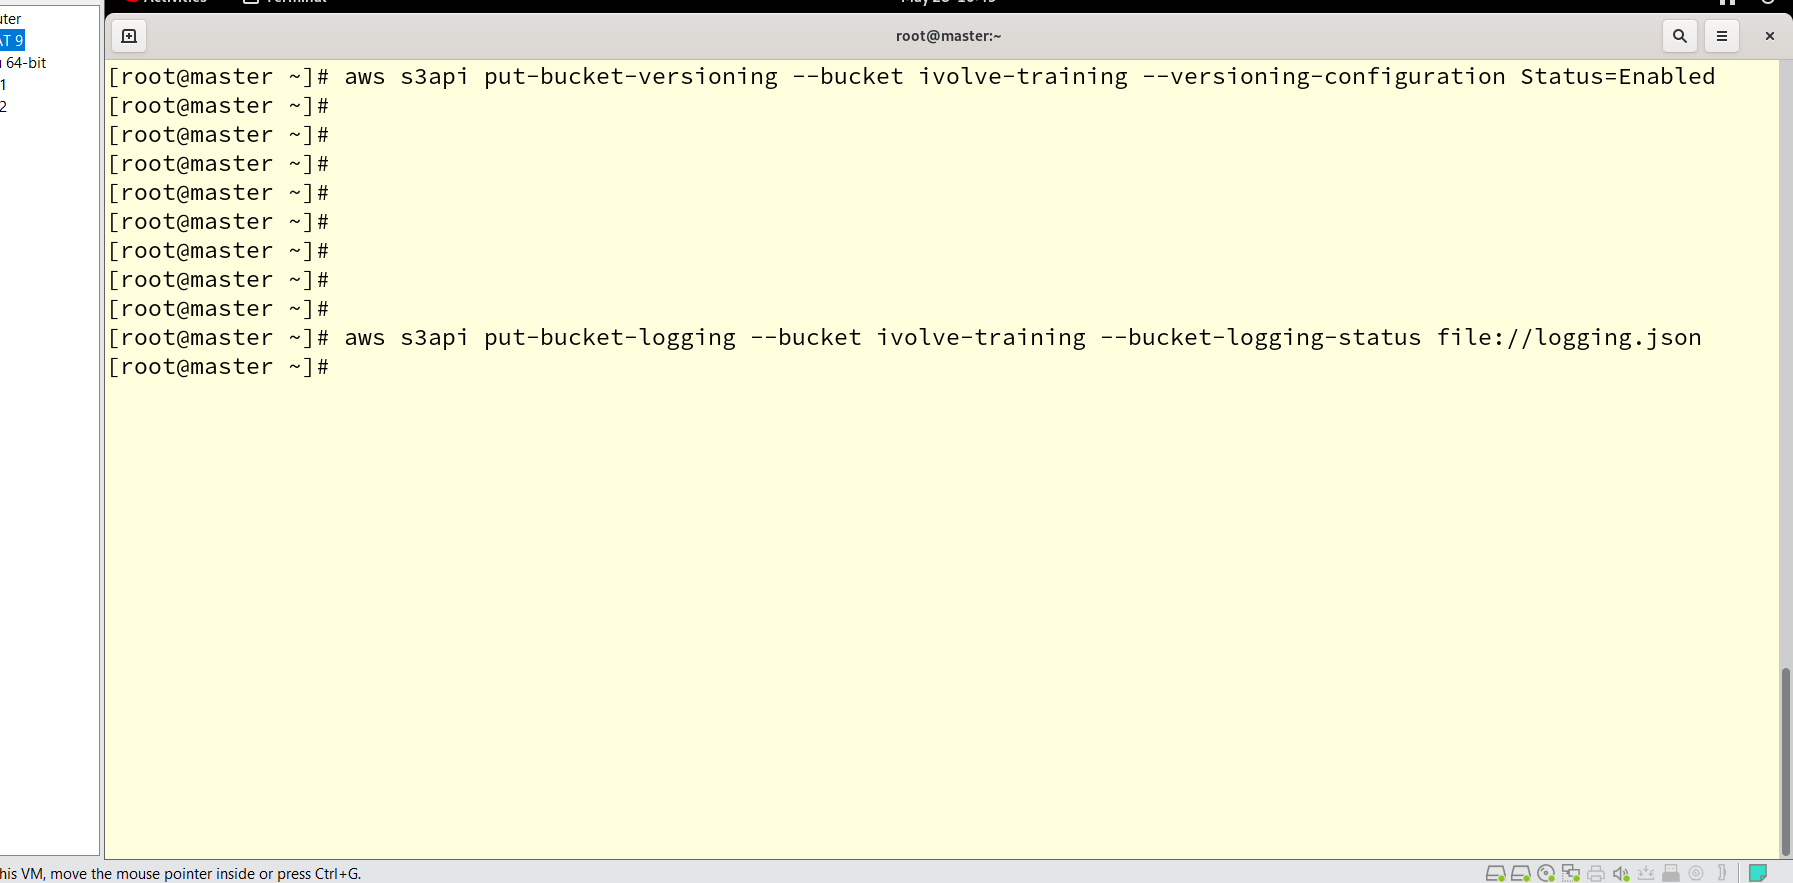 Activities
Terminal
uter
AT 9
64-bit
1
2
root@master:~
[root@master ~]# aws s3api put-bucket-versioning --bucket ivolve-training --versioning-configuration Status=Enabled
[root@master ~]#
[root@master ~]#
[root@master ~]#
[root@master ~]#
[root@master ~]#
[root@master ~]#
[root@master ~]#
[root@master ~]#
[root@master ~]# aws s3api put-bucket-logging --bucket ivolve-training --bucket-logging-status file://logging.json
[root@master ~]#
his VM, move the mouse pointer inside or press Ctrl+G.